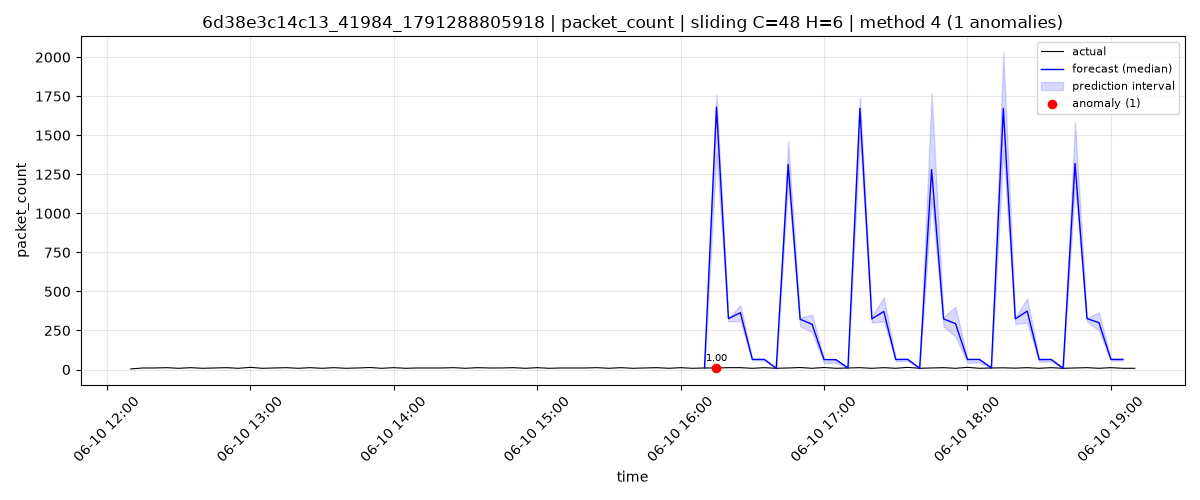 6d38e3c14c13_41984_1791288805918 | packet_count | sliding C=48 H=6 | method 4 (1 anomalies)
packet_count
2000
1750
1500
1250
1000
750
500
250
0
actual
forecast (median)
prediction interval
anomaly (1)
1.00
06-10 12:00
06-10 13:00
06-10 14:00
06-10 15:00
06-10 16:00
06-10 17:00
06-10 18:00
06-10 19:00
time